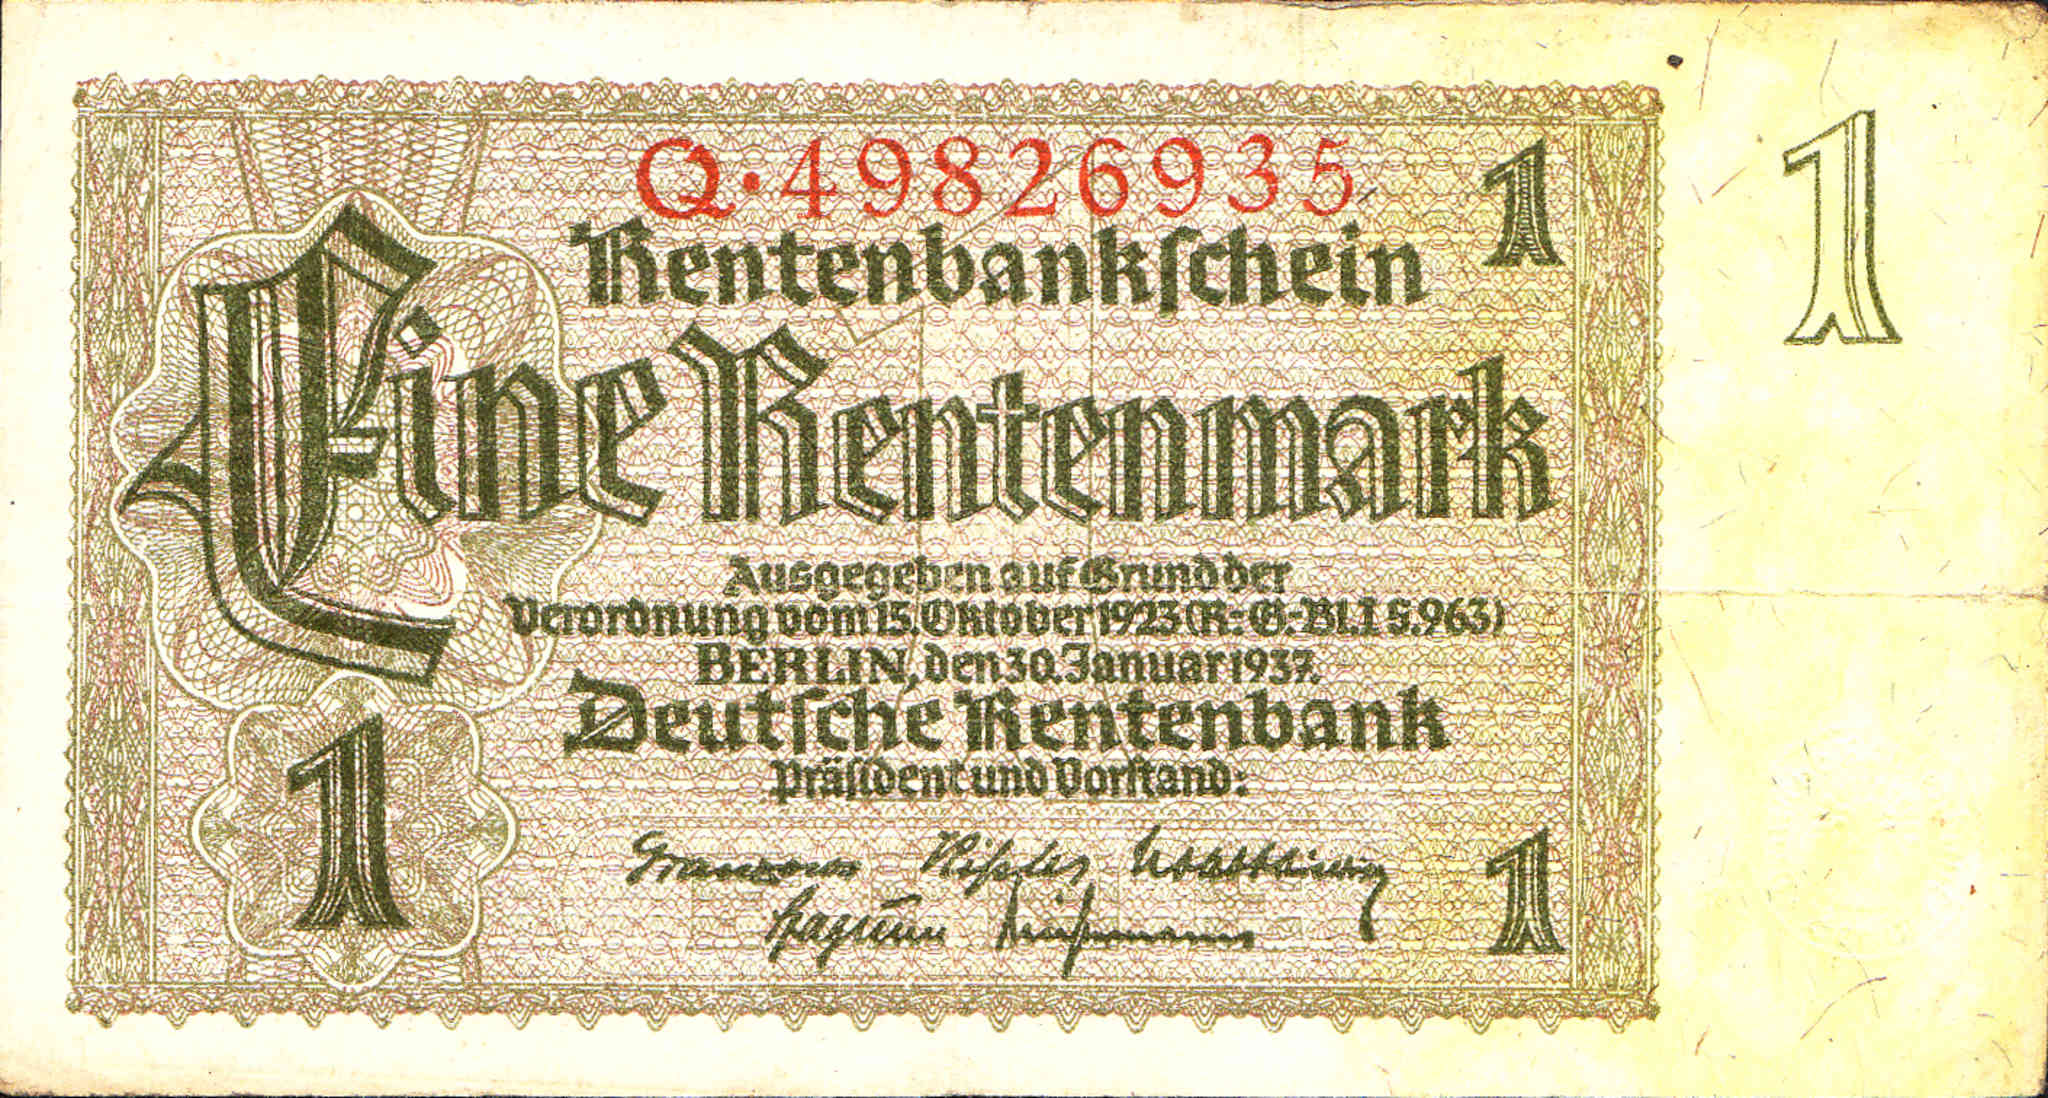 Q·49826935
1
1
Rentenbankschein
Eine Rentenmark
Ausgegeben auf Grund der
Verordnung vom 15. Oktober 1923 (R.-G.-Bl. I S. 963)
BERLIN, den 30. Januar 1937.
Deutsche Rentenbank
Präsident und Vorstand:
1
1